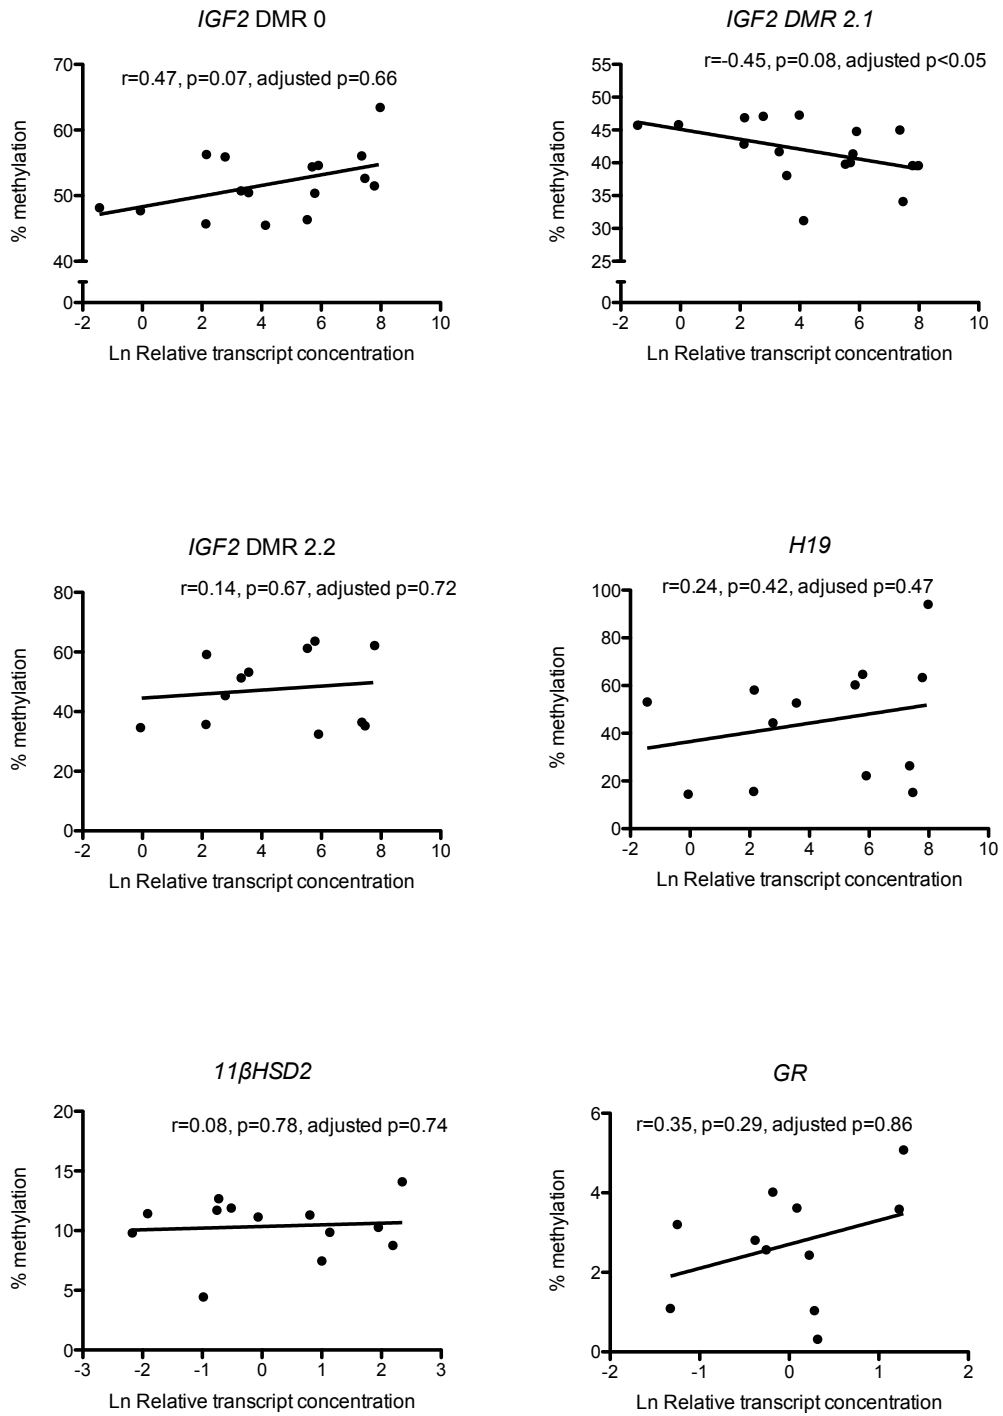 IGF2 DMR 0
r=0.47, p=0.07, adjusted p=0.66
70
60
50
40
0
% methylation
-2 0 2 4 6 8 10
Ln Relative transcript concentration
IGF2 DMR 2.1
r=-0.45, p=0.08, adjusted p<0.05
55
50
45
40
35
30
25
0
% methylation
-2 0 2 4 6 8 10
Ln Relative transcript concentration
IGF2 DMR 2.2
r=0.14, p=0.67, adjusted p=0.72
80
60
40
20
0
% methylation
-2 0 2 4 6 8 10
Ln Relative transcript concentration
H19
r=0.24, p=0.42, adjused p=0.47
100
80
60
40
20
0
% methylation
-2 0 2 4 6 8 10
Ln Relative transcript concentration
11βHSD2
r=0.08, p=0.78, adjusted p=0.74
20
15
10
5
0
% methylation
-3 -2 -1 0 1 2 3
Ln Relative transcript concentration
GR
r=0.35, p=0.29, adjusted p=0.86
6
4
2
0
% methylation
-2 -1 0 1 2
Ln Relative transcript concentration